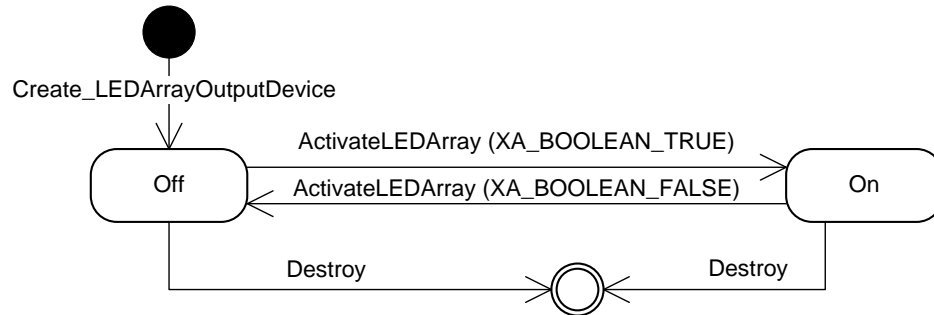 Create_LEDArrayOutputDevice
ActivateLEDArray (XA_BOOLEAN_TRUE)
Off
ActivateLEDArray (XA_BOOLEAN_FALSE)
On
Destroy
Destroy